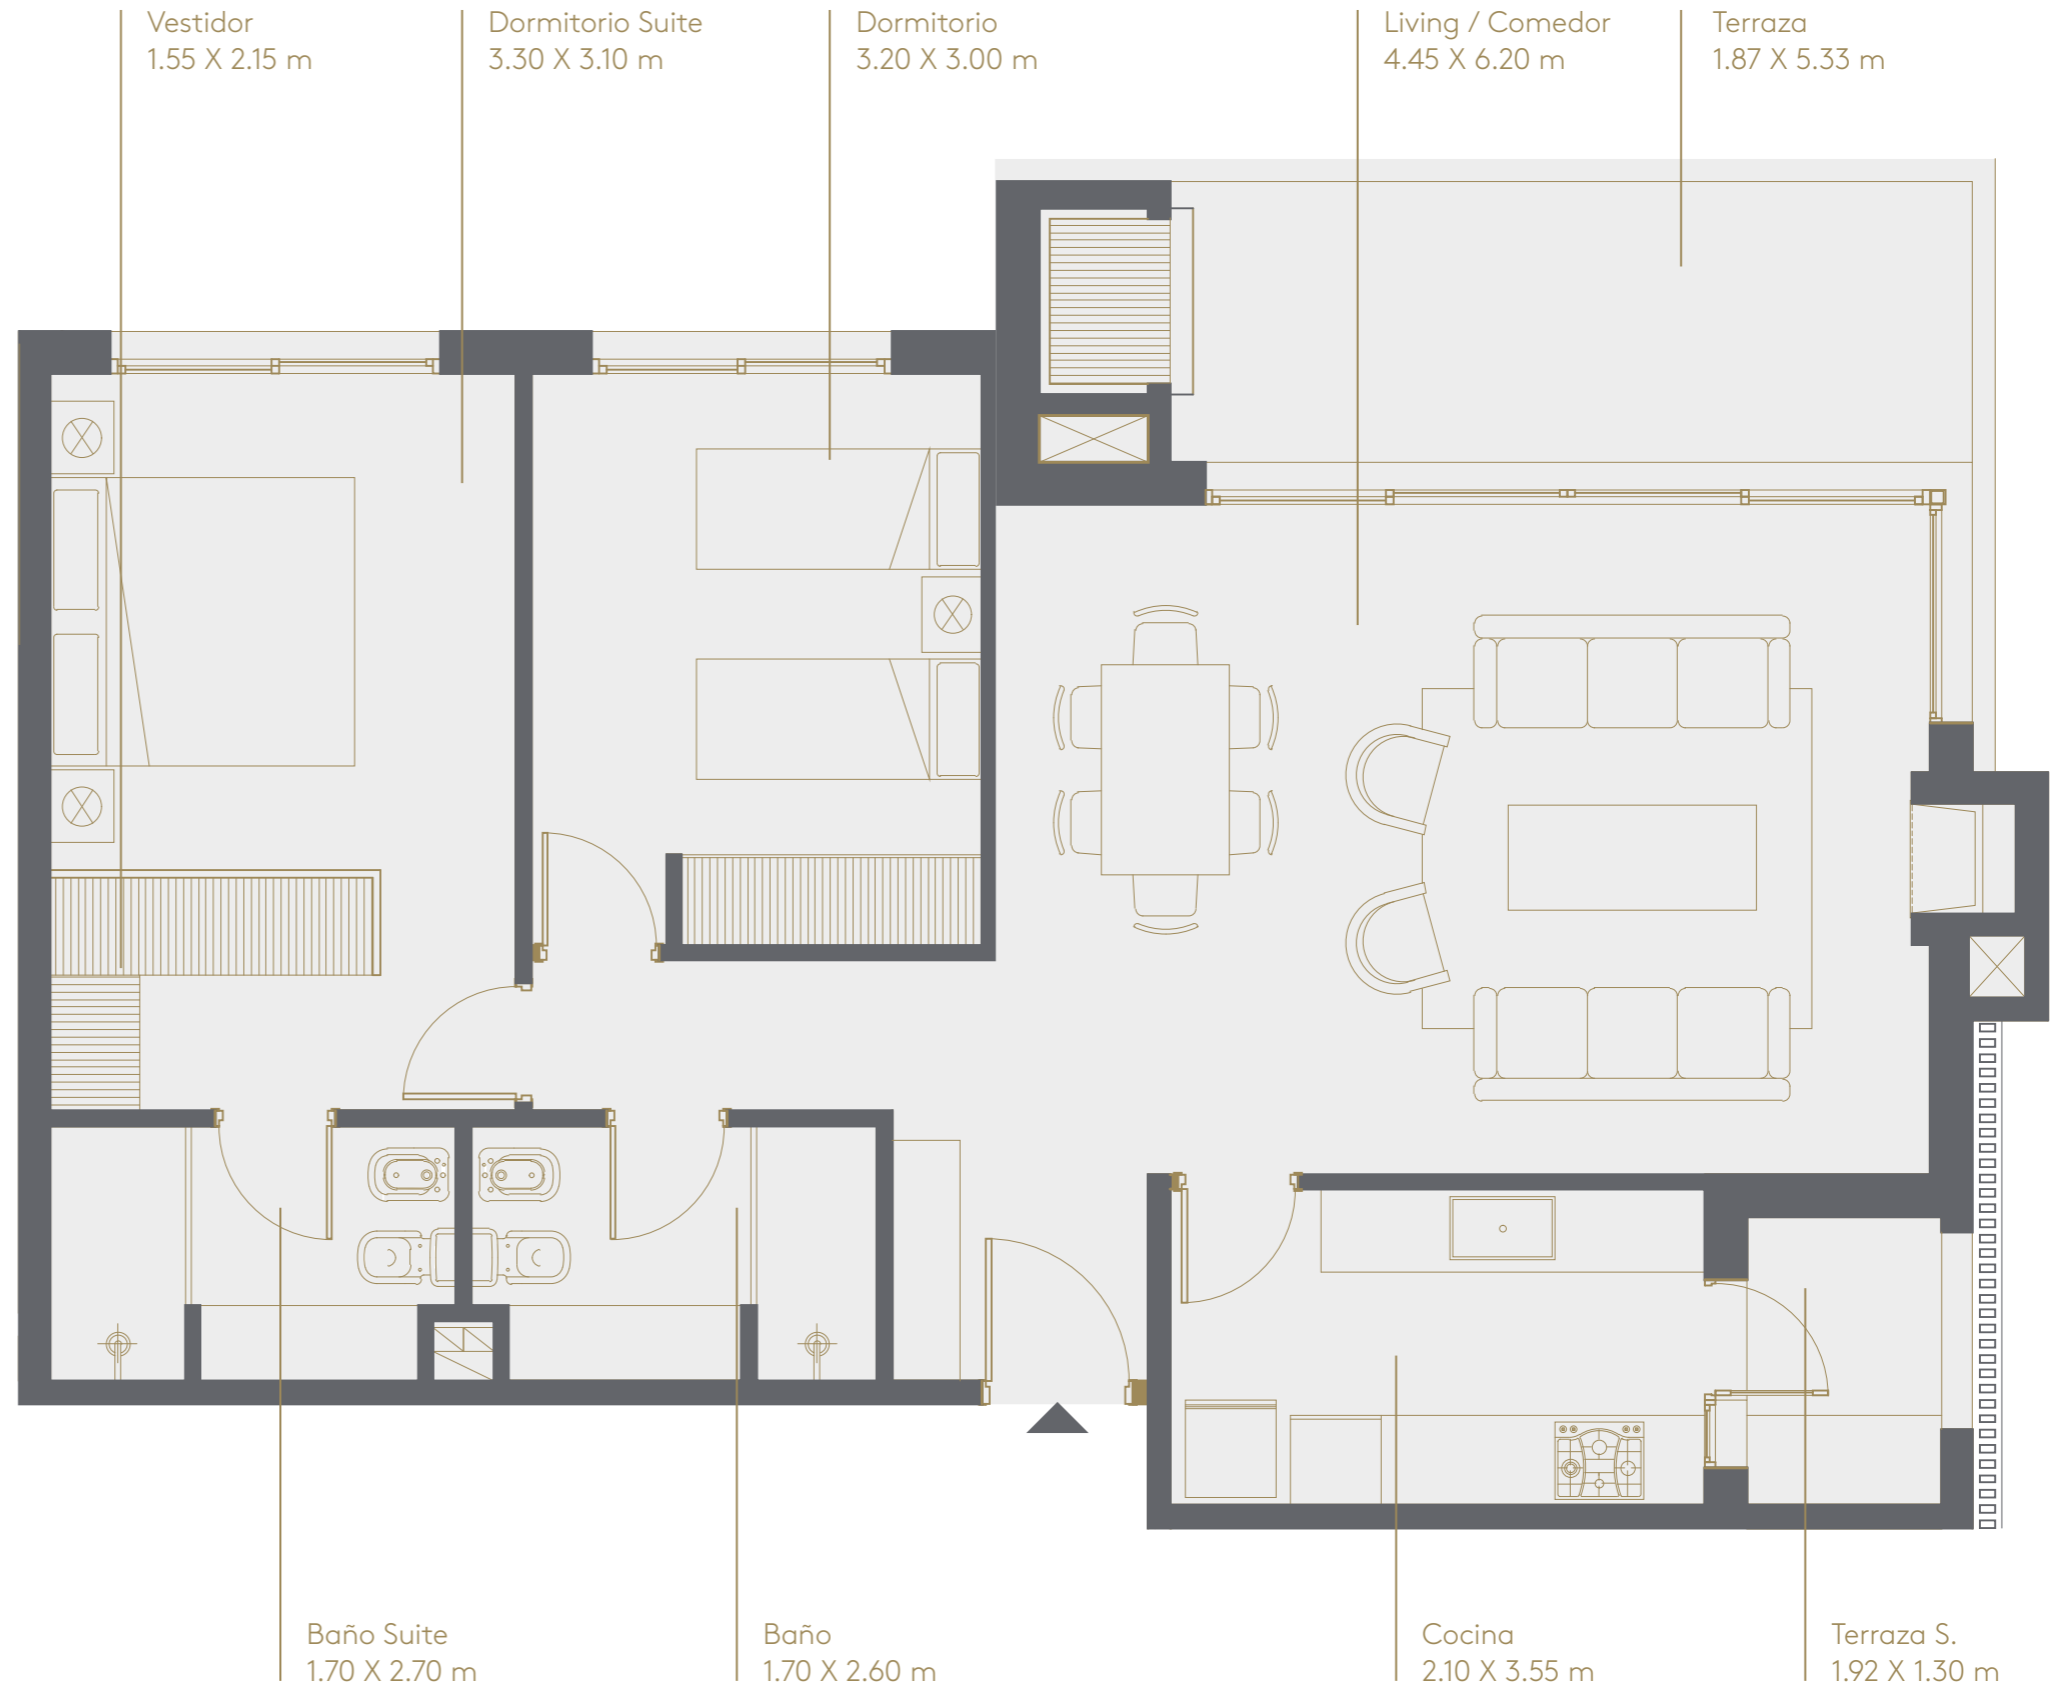 Vestidor
1.55 X 2.15 m
Dormitorio Suite
3.30 X 3.10 m
Dormitorio
3.20 X 3.00 m
Living / Comedor
4.45 X 6.20 m
Terraza
1.87 X 5.33 m
Baño Suite
1.70 X 2.70 m
Baño
1.70 X 2.60 m
Cocina
2.10 X 3.55 m
Terraza S.
1.92 X 1.30 m